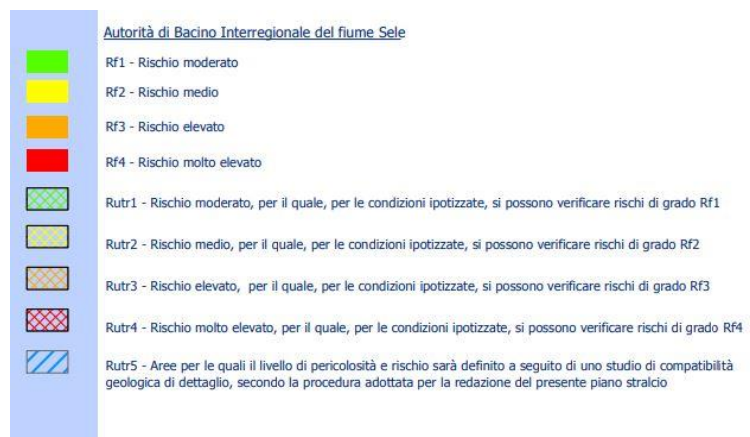 Autorità di Bacino Interregionale del fiume Sele
Rf1 - Rischio moderato
Rf2 - Rischio medio
Rf3 - Rischio elevato
Rf4 - Rischio molto elevato
Rutr1 - Rischio moderato, per il quale, per le condizioni ipotizzate, si possono verificare rischi di grado Rf1
Rutr2 - Rischio medio, per il quale, per le condizioni ipotizzate, si possono verificare rischi di grado Rf2
Rutr3 - Rischio elevato, per il quale, per le condizioni ipotizzate, si possono verificare rischi di grado Rf3
Rutr4 - Rischio molto elevato, per il quale, per le condizioni ipotizzate, si possono verificare rischi di grado Rf4
Rutr5 - Aree per le quali il livello di pericolosità e rischio sarà definito a seguito di uno studio di compatibilità
geologica di dettaglio, secondo la procedura adottata per la redazione del presente piano stralcio